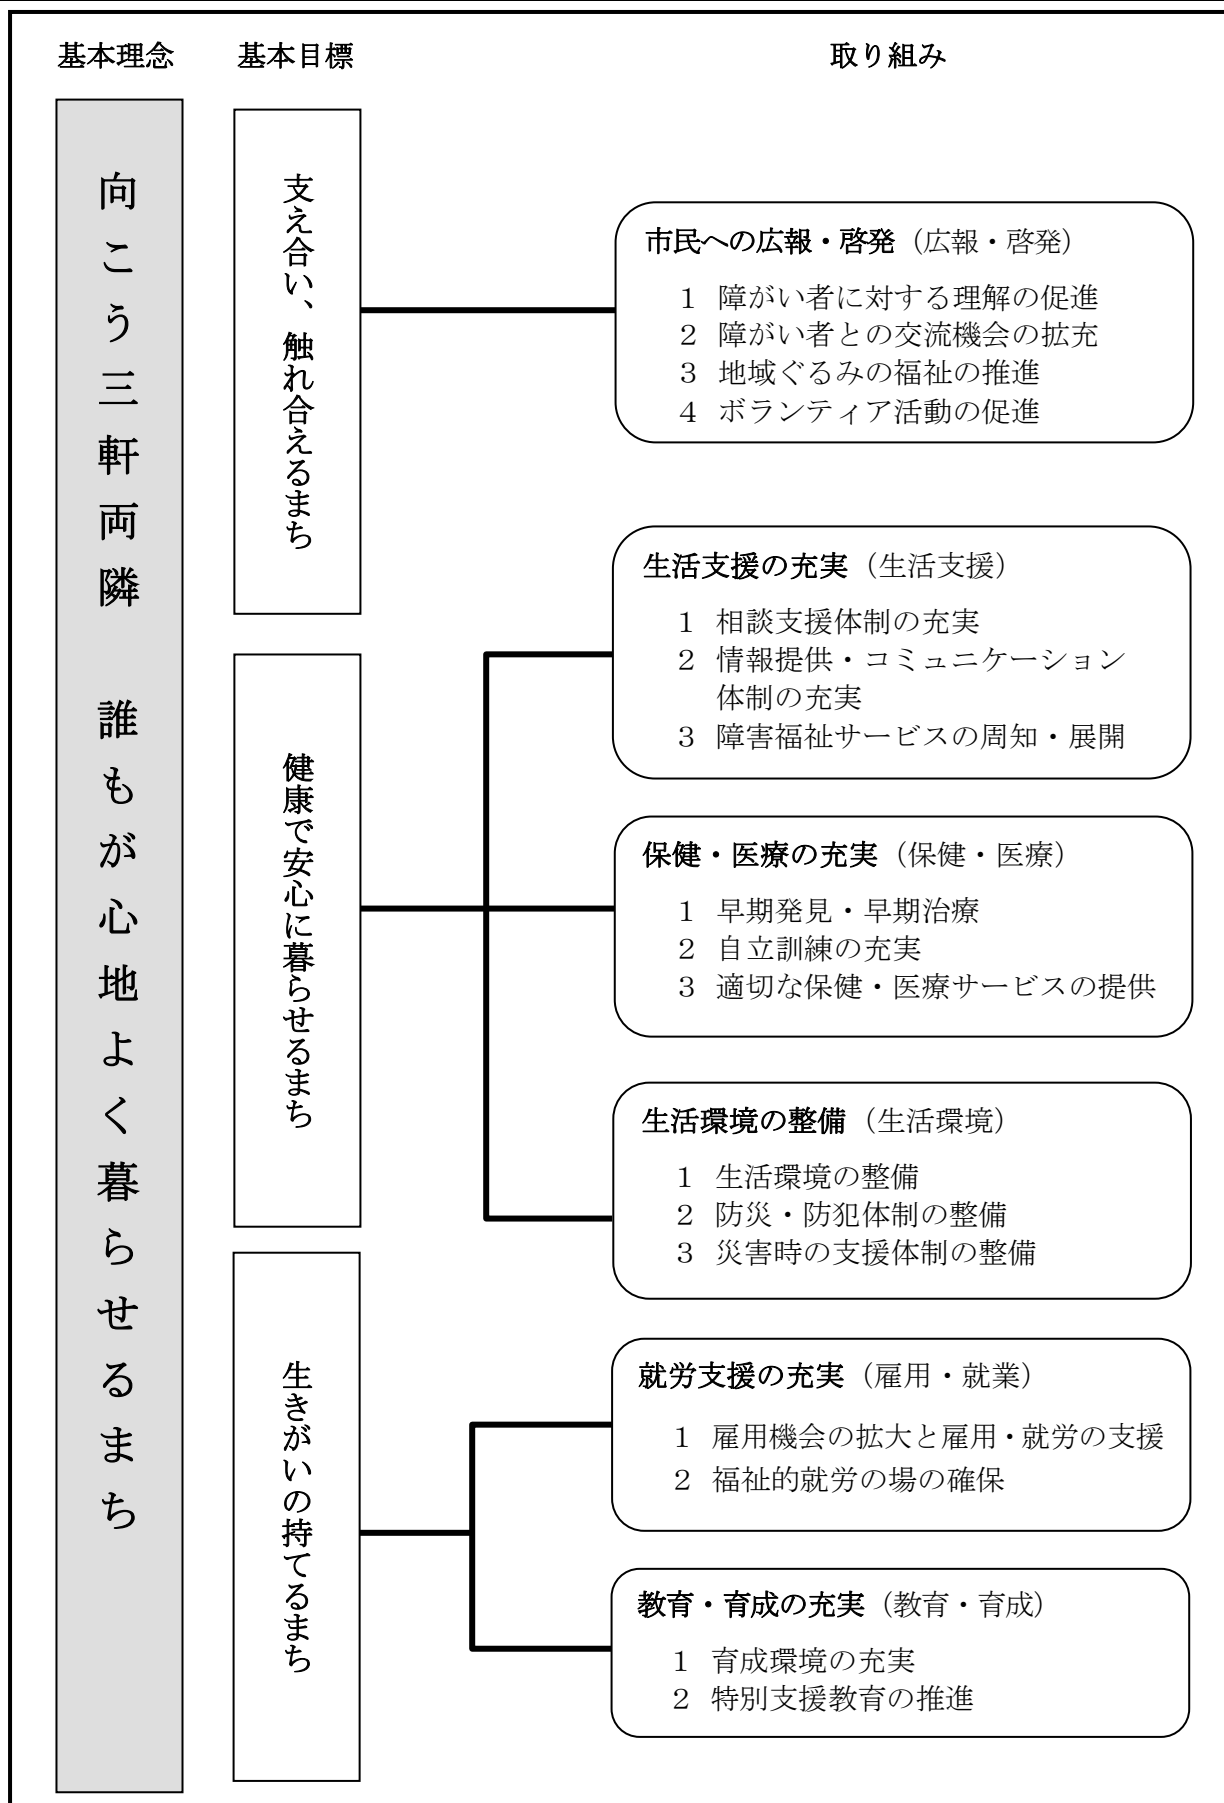 基本理念
基本目標
取り組み
向こう三軒両隣　誰もが心地よく暮らせるまち
支え合い、触れ合えるまち
市民への広報・啓発（広報・啓発）
１　障がい者に対する理解の促進
２　障がい者との交流機会の拡充
３　地域ぐるみの福祉の推進
４　ボランティア活動の促進
健康で安心に暮らせるまち
生活支援の充実（生活支援）
１　相談支援体制の充実
２　情報提供・コミュニケーション
体制の充実
３　障害福祉サービスの周知・展開
保健・医療の充実（保健・医療）
１　早期発見・早期治療
２　自立訓練の充実
３　適切な保健・医療サービスの提供
生活環境の整備（生活環境）
１　生活環境の整備
２　防災・防犯体制の整備
３　災害時の支援体制の整備
生きがいの持てるまち
就労支援の充実（雇用・就業）
１　雇用機会の拡大と雇用・就労の支援
２　福祉的就労の場の確保
教育・育成の充実（教育・育成）
１　育成環境の充実
２　特別支援教育の推進